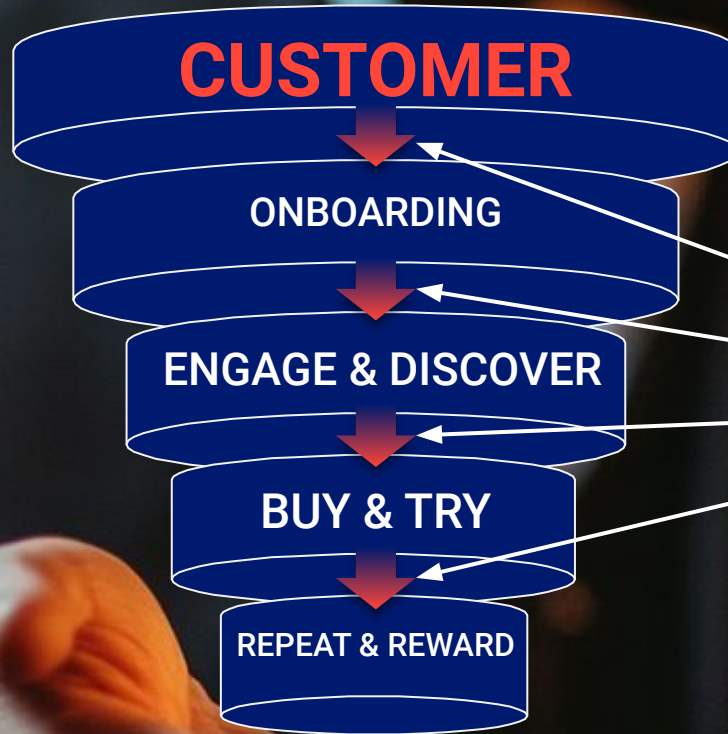 CUSTOMER
ONBOARDING
ENGAGE & DISCOVER
BUY & TRY
REPEAT & REWARD